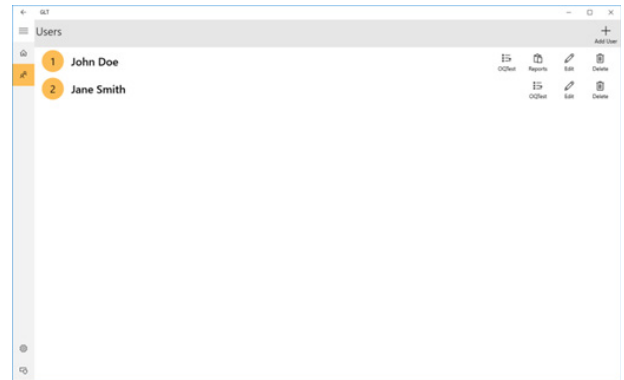 GLT
Users
Add User
1 John Doe OQTest Reports Edit Delete
2 Jane Smith OQTest Edit Delete